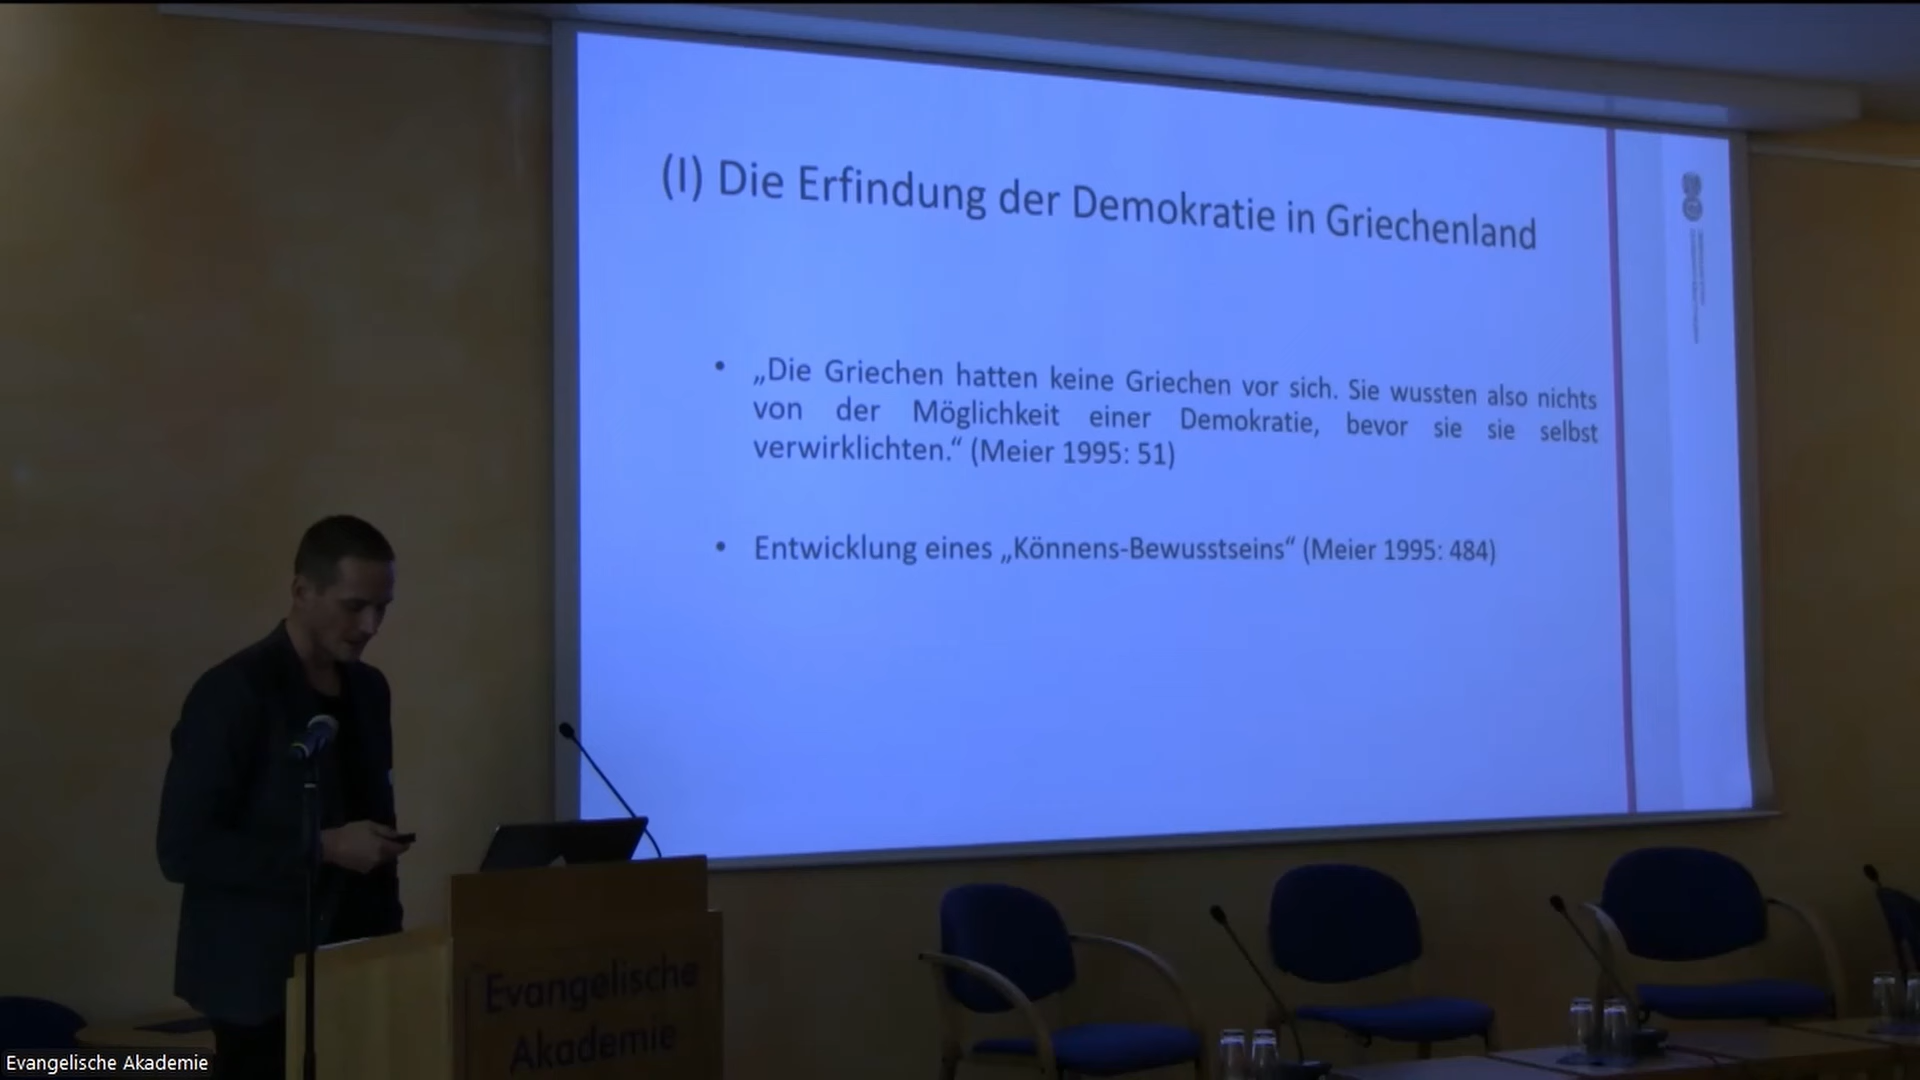 (I) Die Erfindung der Demokratie in Griechenland
• „Die Griechen hatten keine Griechen vor sich. Sie wussten also nichts
von der Möglichkeit einer Demokratie, bevor sie sie selbst
verwirklichten.“ (Meier 1995: 51)
• Entwicklung eines „Könnens-Bewusstseins“ (Meier 1995: 484)
Evangelische
Akademie
Evangelische Akademie